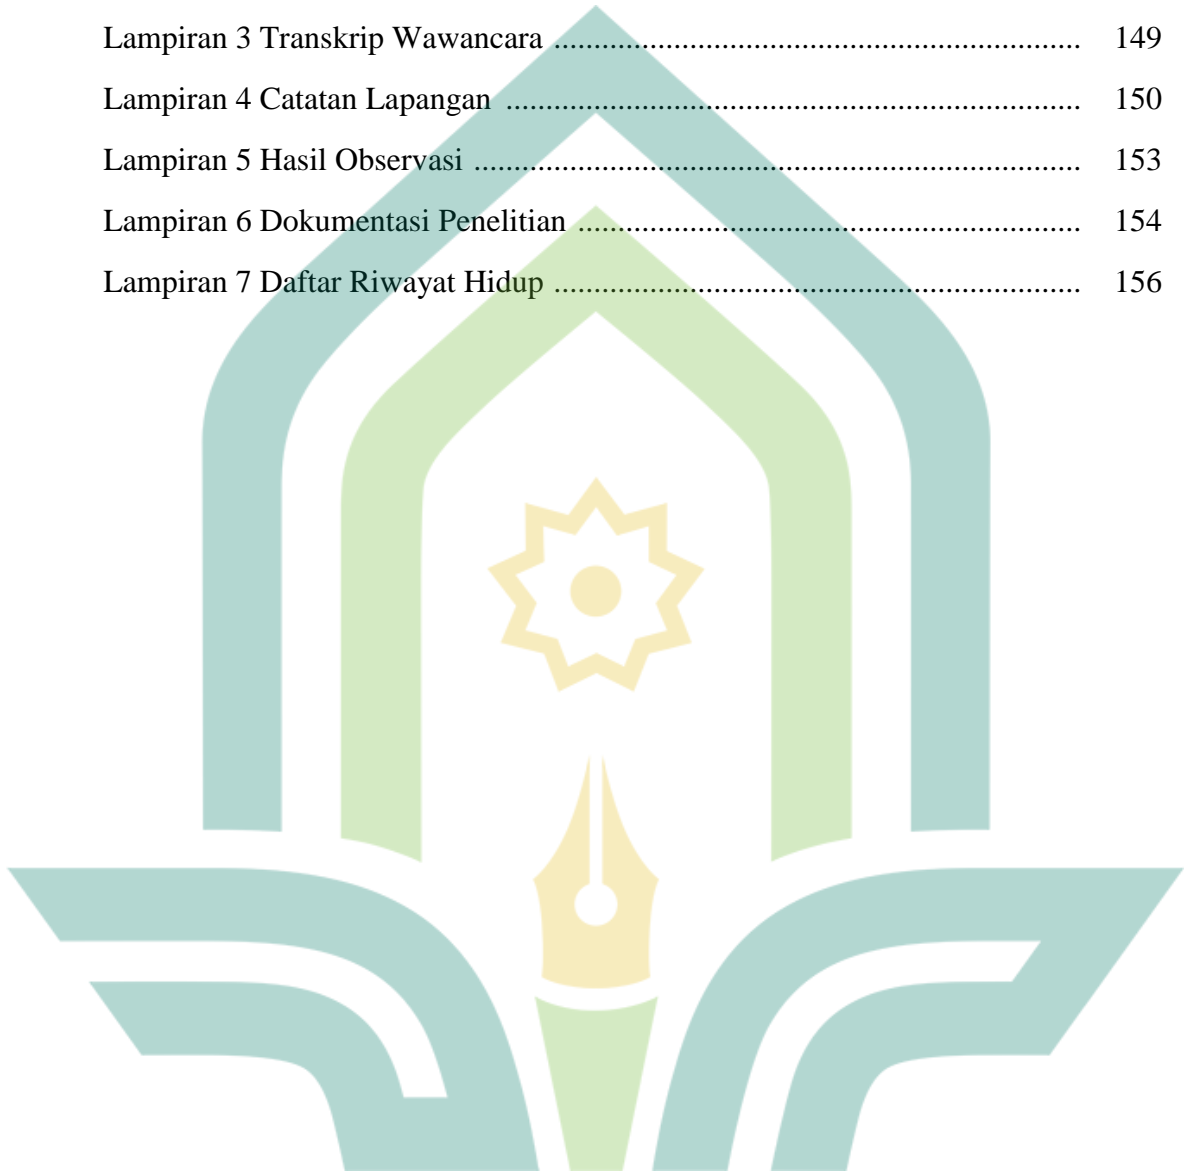 Lampiran 3 Transkrip Wawancara ................................................................. 149
Lampiran 4 Catatan Lapangan ....................................................................... 150
Lampiran 5 Hasil Observasi ........................................................................... 153
Lampiran 6 Dokumentasi Penelitian .............................................................. 154
Lampiran 7 Daftar Riwayat Hidup ................................................................. 156